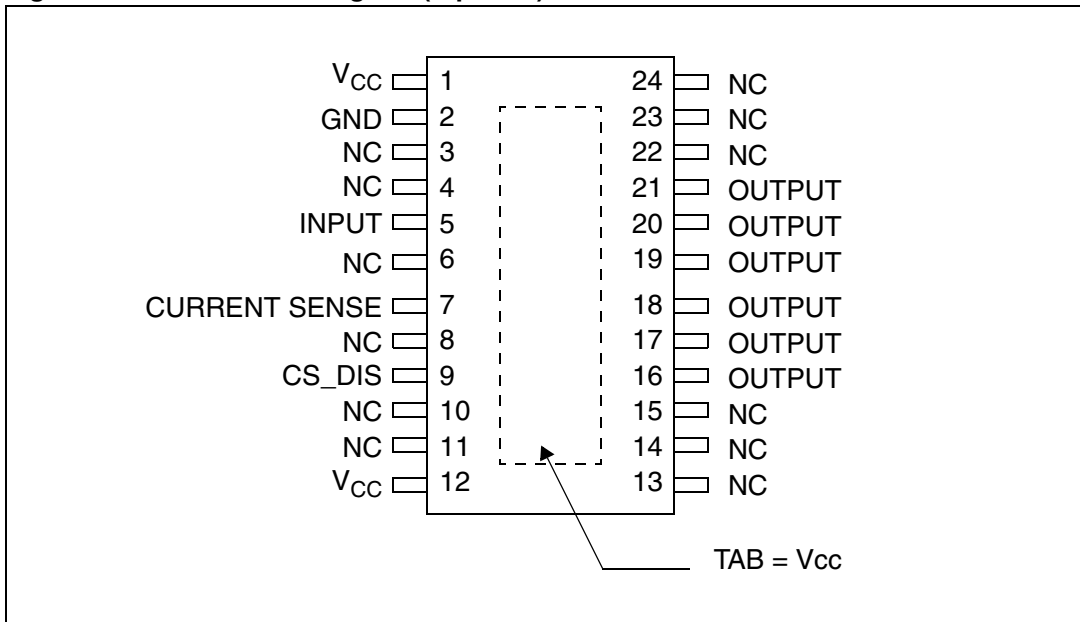 V_CC 1 24 NC
GND 2 23 NC
NC 3 22 NC
NC 4 21 OUTPUT
INPUT 5 20 OUTPUT
NC 6 19 OUTPUT
CURRENT SENSE 7 18 OUTPUT
NC 8 17 OUTPUT
CS_DIS 9 16 OUTPUT
NC 10 15 NC
NC 11 14 NC
V_CC 12 13 NC
TAB = Vcc